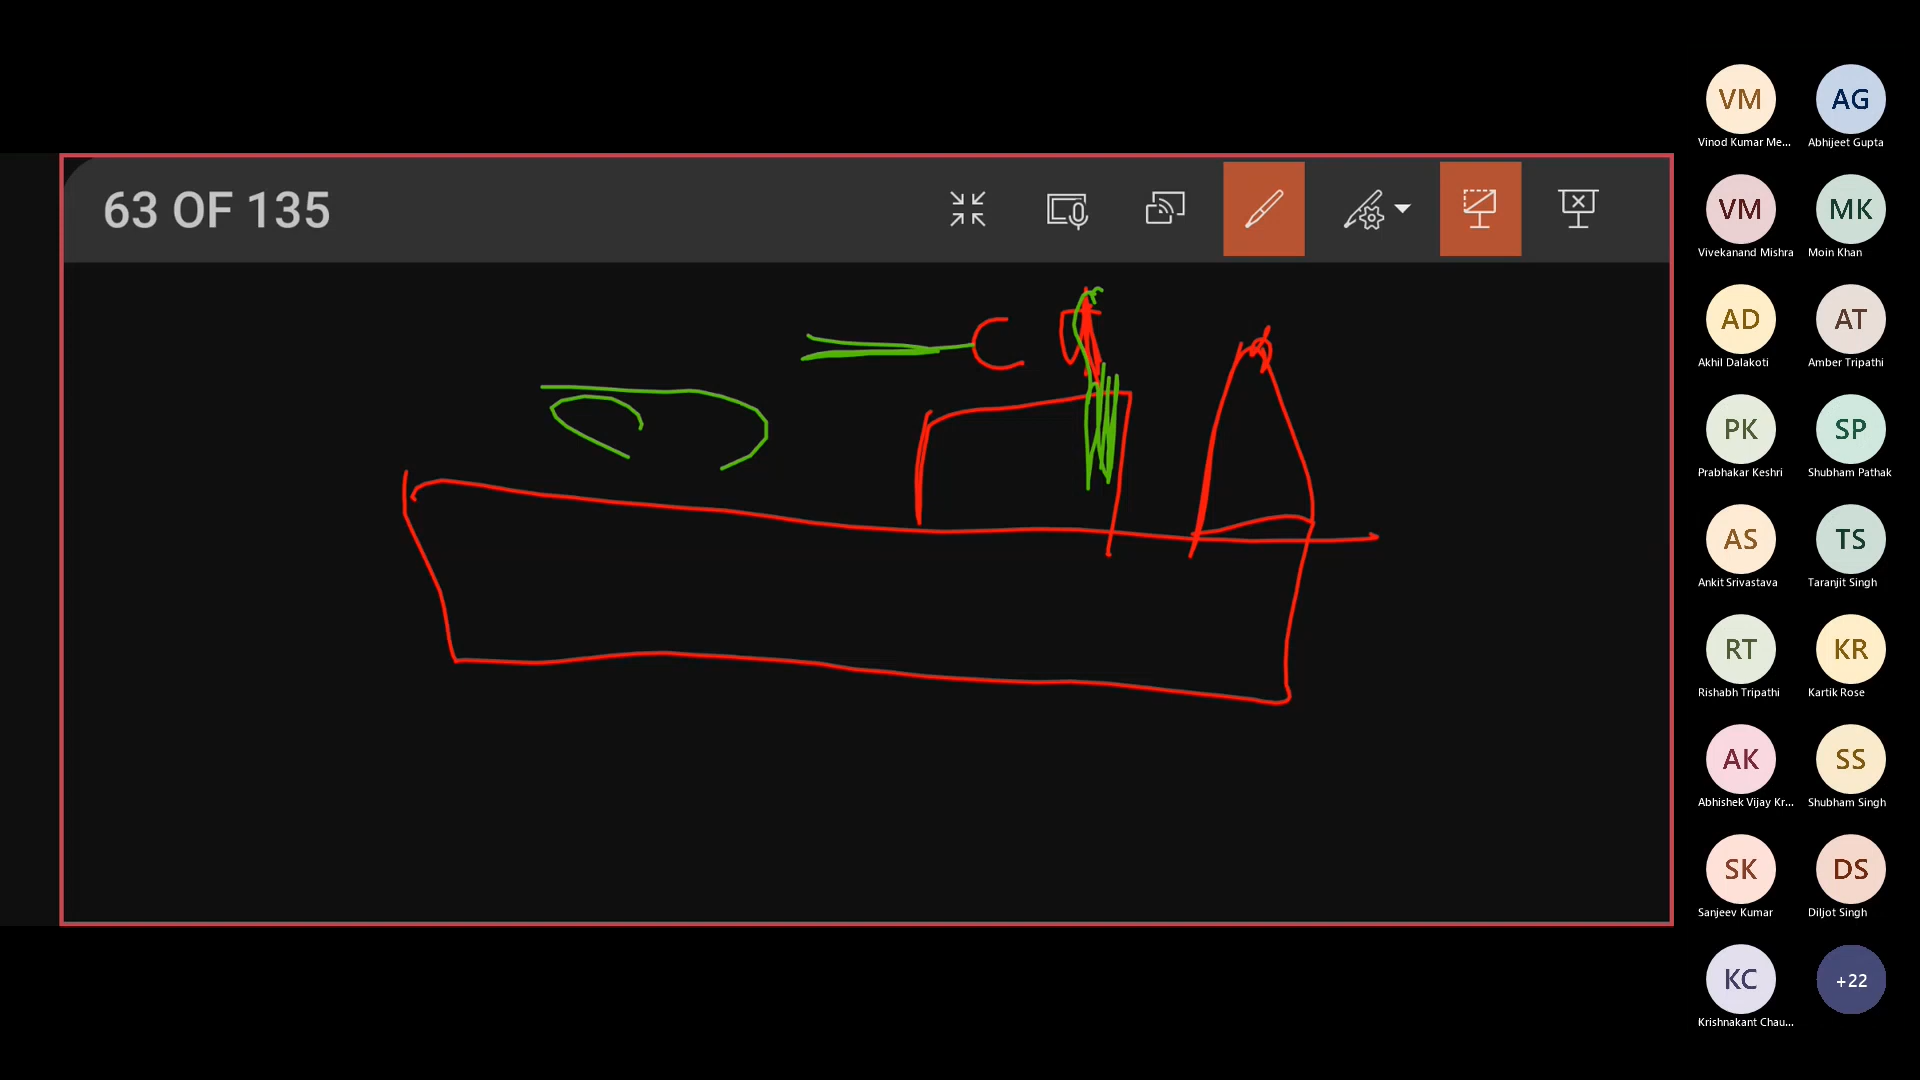 63 OF 135
VM
AG
Vinod Kumar Me...
Abhijeet Gupta
VM
MK
Vivekanand Mishra
Moin Khan
AD
AT
Akhil Dalakoti
Amber Tripathi
PK
SP
Prabhakar Keshri
Shubham Pathak
AS
TS
Ankit Srivastava
Taranjit Singh
RT
KR
Rishabh Tripathi
Kartik Rose
AK
SS
Abhishek Vijay Kr...
Shubham Singh
SK
DS
Sanjeev Kumar
Diljot Singh
KC
+22
Krishnakant Chau...